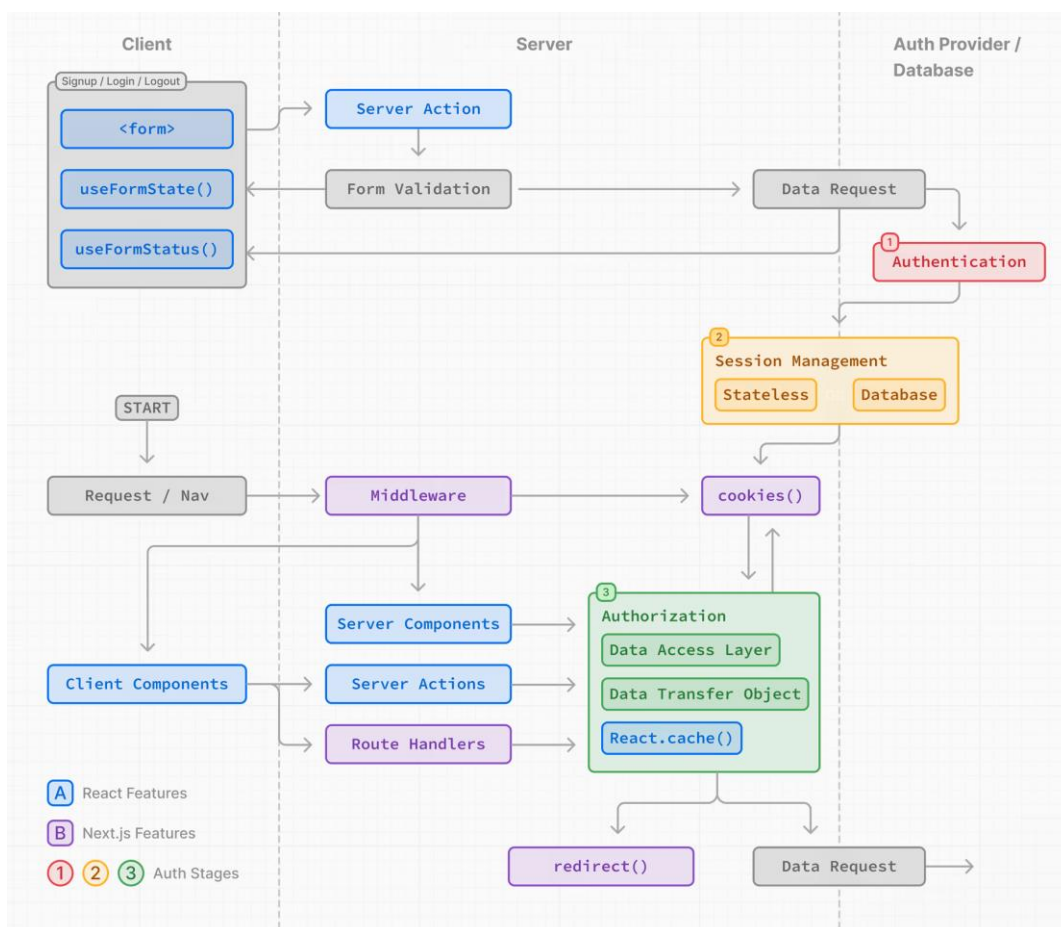 Client
Server
Auth Provider /
Database
Signup / Login / Logout
<form>
Server Action
useFormState()
Form Validation
Data Request
useFormStatus()
1
Authentication
2
Session Management
Stateless
Database
START
Request / Nav
Middleware
cookies()
3
Authorization
Server Components
Data Access Layer
Client Components
Server Actions
Data Transfer Object
Route Handlers
React.cache()
A React Features
B Next.js Features
1 2 3 Auth Stages
redirect()
Data Request